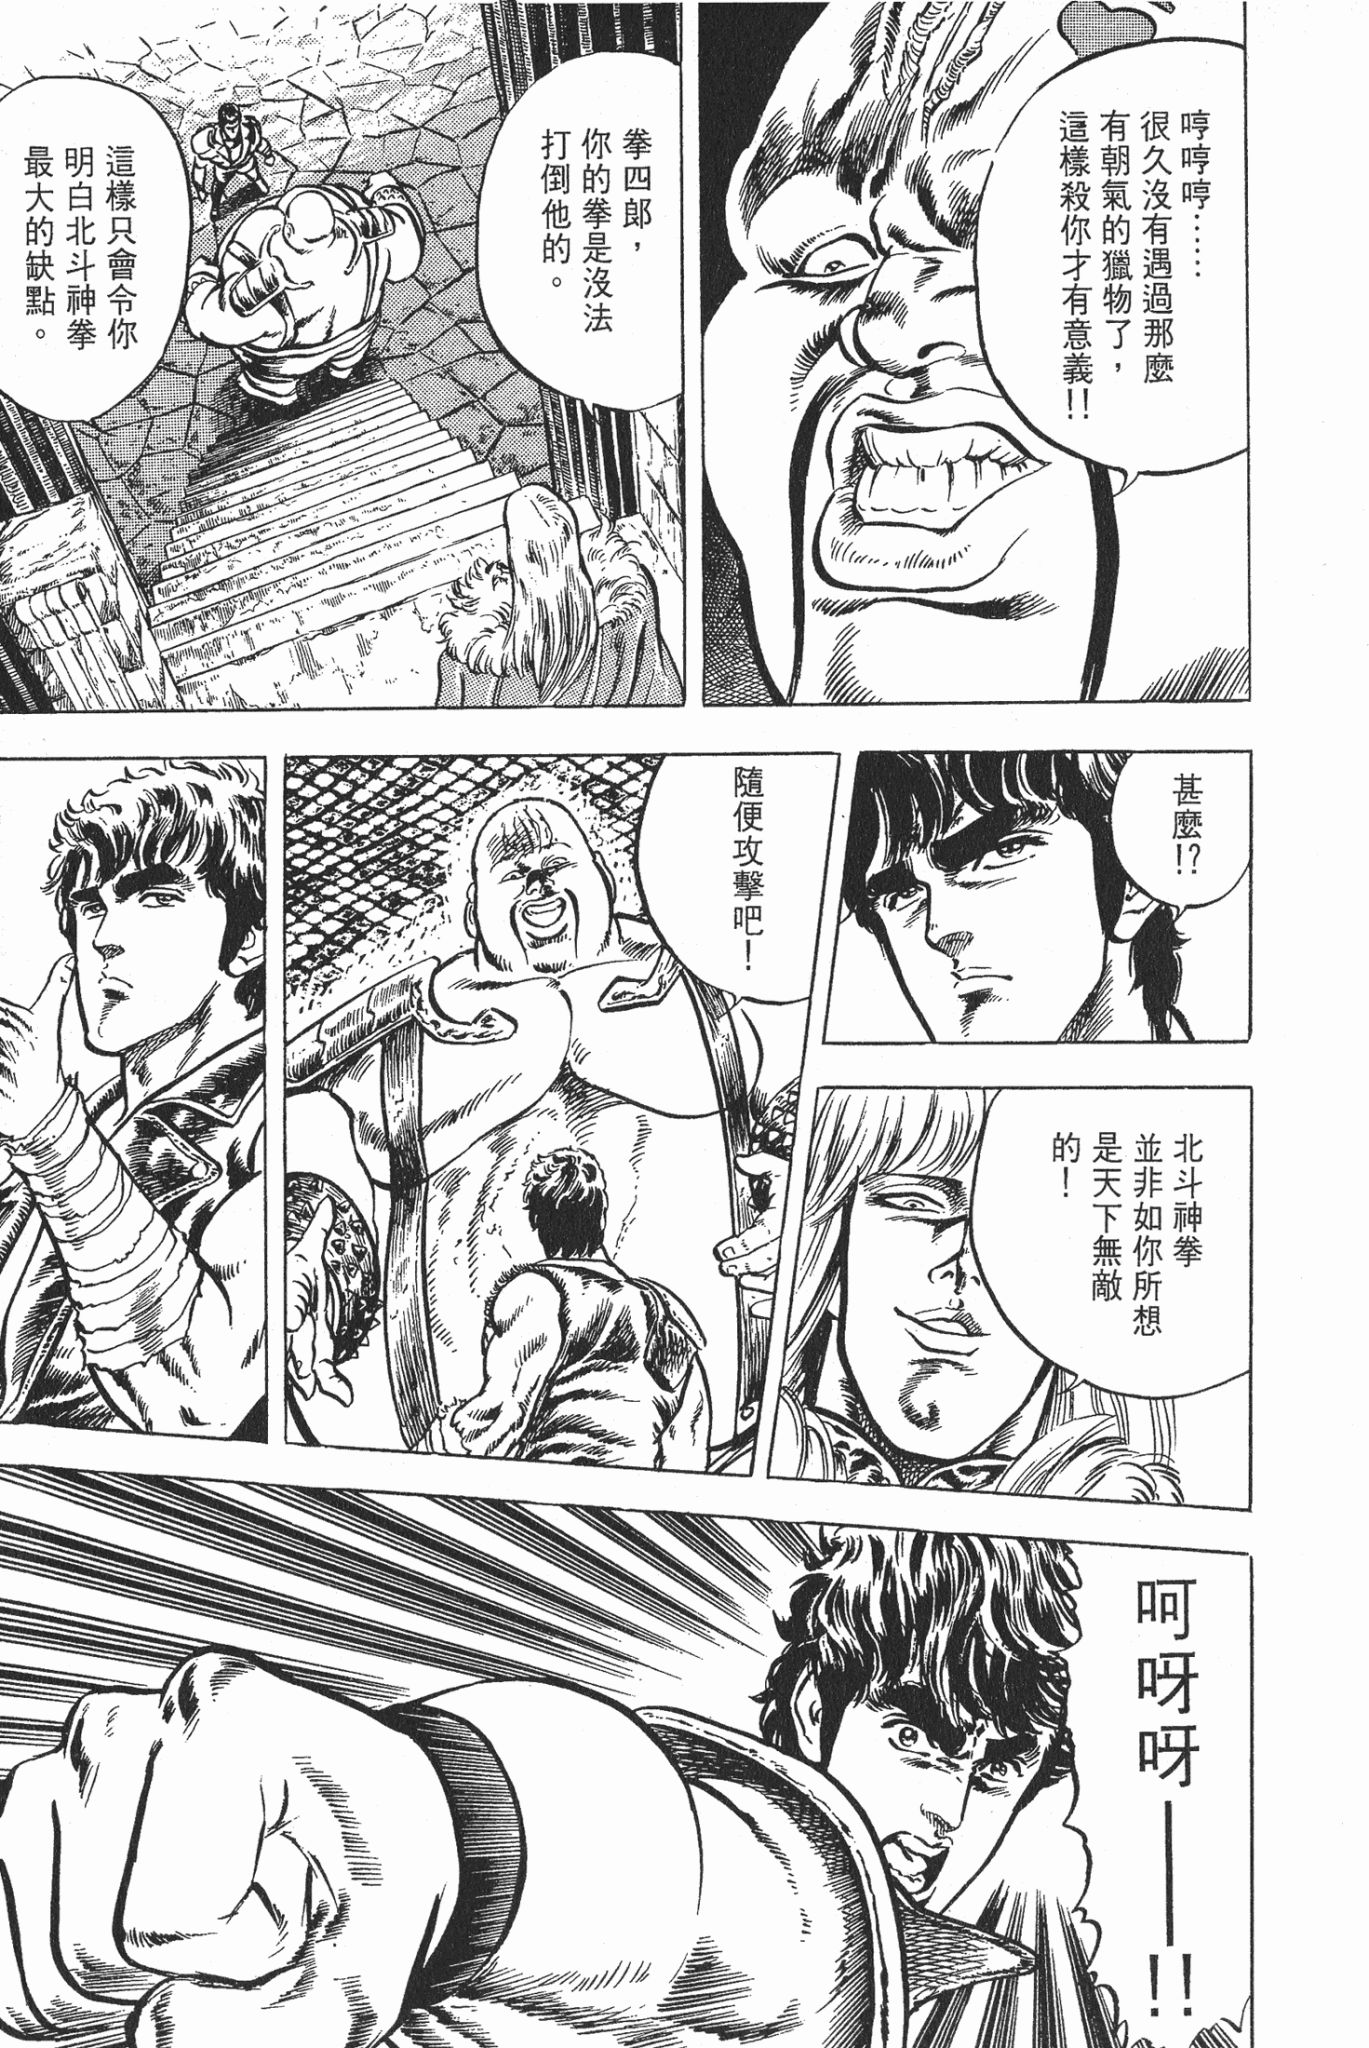 哼哼哼……
很久沒有遇過那麼
有朝氣的獵物了，
這樣殺你才有意義!!
拳四郎，
你的拳是沒法
打倒他的。
這樣只會令你
明白北斗神拳
最大的缺點。
甚麼!?
北斗神拳
並非如你所想
是天下無敵
的！
隨便攻擊吧！
呵呀呀——!!